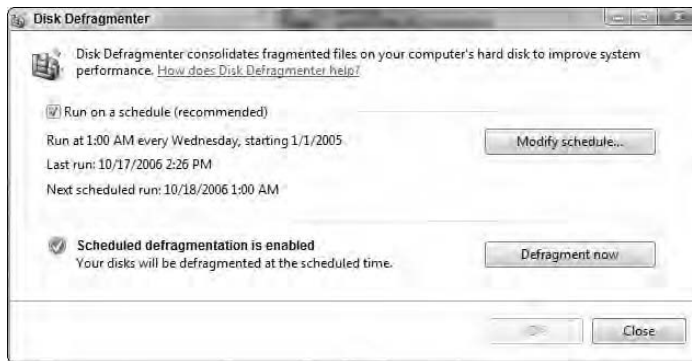 Disk Defragmenter
Disk Defragmenter consolidates fragmented files on your computer's hard disk to improve system
performance. How does Disk Defragmenter help?
Run on a schedule (recommended)
Run at 1:00 AM every Wednesday, starting 1/1/2005
Modify schedule...
Last run: 10/17/2006 2:26 PM
Next scheduled run: 10/18/2006 1:00 AM
Scheduled defragmentation is enabled
Your disks will be defragmented at the scheduled time.
Defragment now
Close